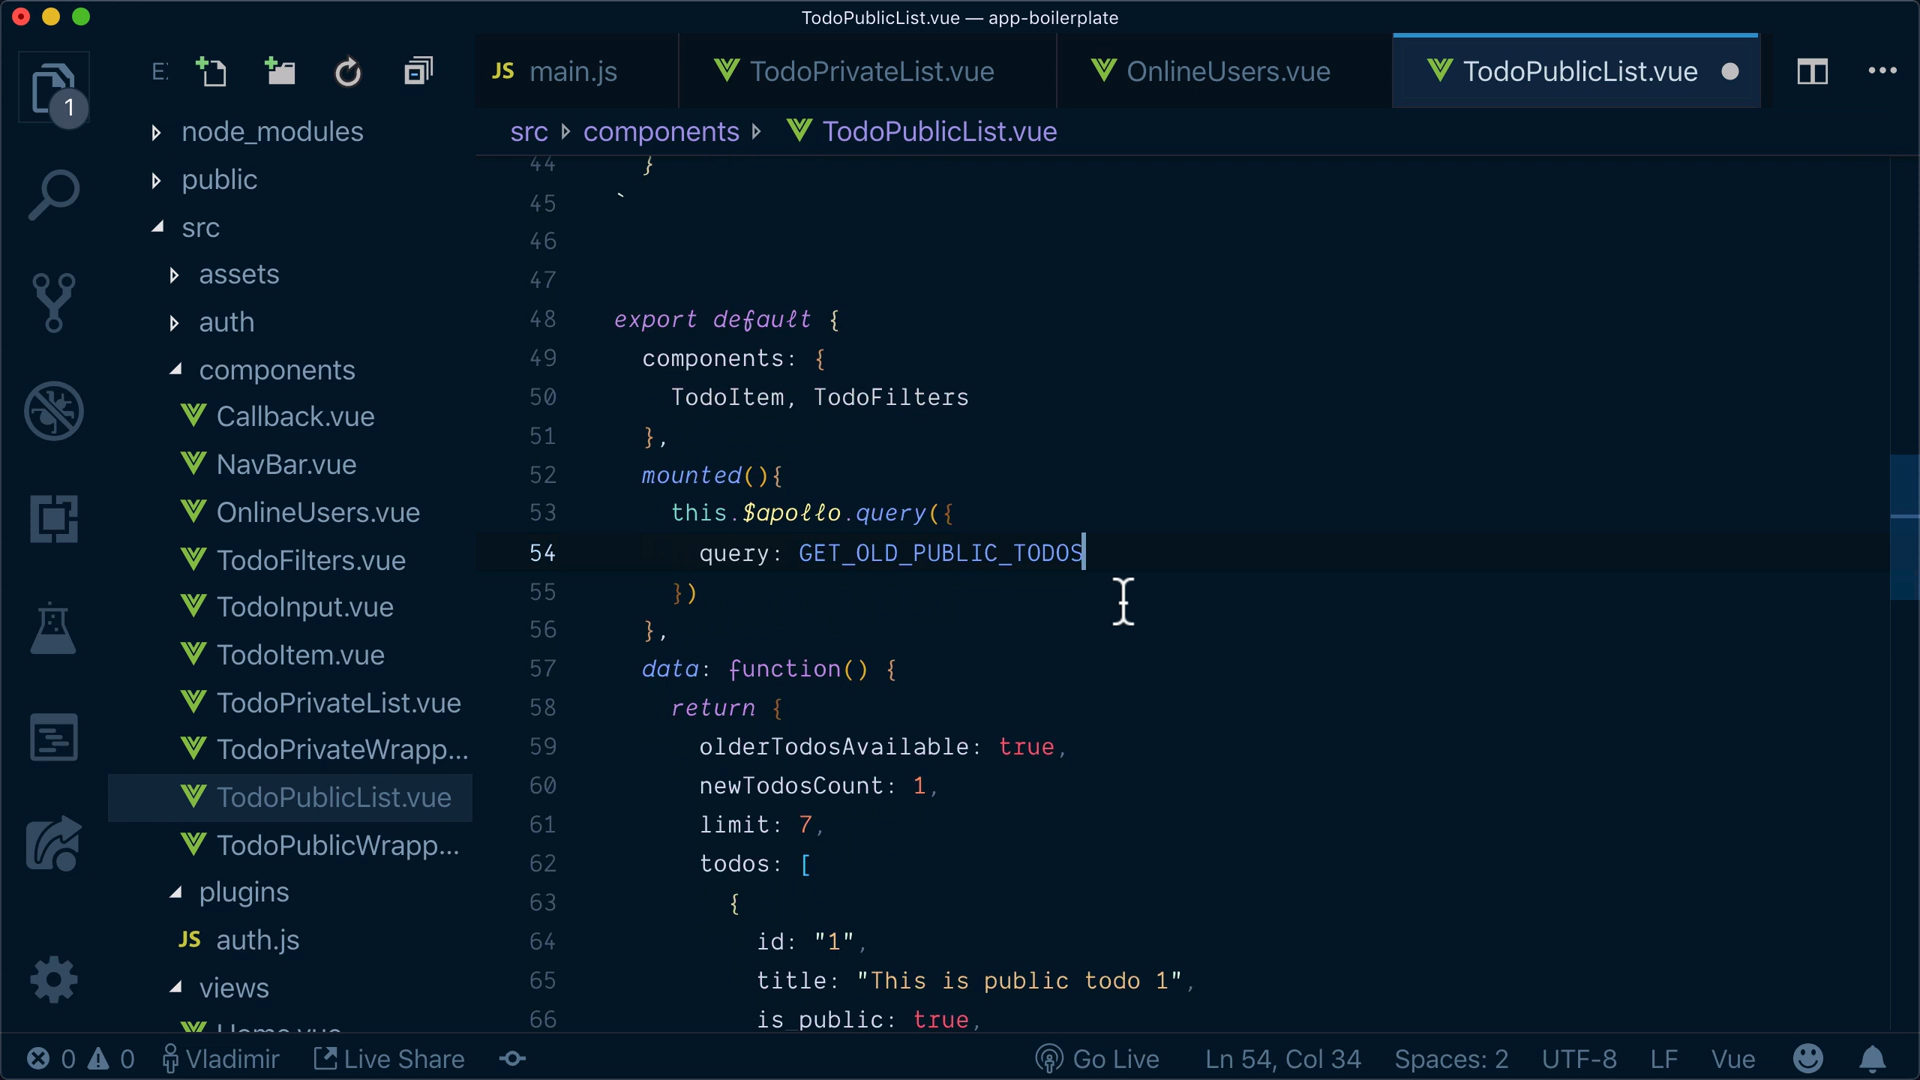 TodoPublicList.vue — app-boilerplate
E:
JS main.js
TodoPrivateList.vue
OnlineUsers.vue
TodoPublicList.vue
1
src
components
TodoPublicList.vue
node_modules
public
src
assets
auth
components
Callback.vue
NavBar.vue
OnlineUsers.vue
TodoFilters.vue
TodoInput.vue
TodoItem.vue
TodoPrivateList.vue
TodoPrivateWrapp...
TodoPublicList.vue
TodoPublicWrapp...
plugins
JS auth.js
views
Home.vue
44 }
45 `
46
47
48 export default {
49 components: {
50 TodoItem, TodoFilters
51 },
52 mounted(){
53 this.$apollo.query({
54 query: GET_OLD_PUBLIC_TODOS
55 })
56 },
57 data: function() {
58 return {
59 olderTodosAvailable: true,
60 newTodosCount: 1,
61 limit: 7,
62 todos: [
63 {
64 id: "1",
65 title: "This is public todo 1",
66 is_public: true,
0 0 Vladimir Live Share Go Live Ln 54, Col 34 Spaces: 2 UTF-8 LF Vue